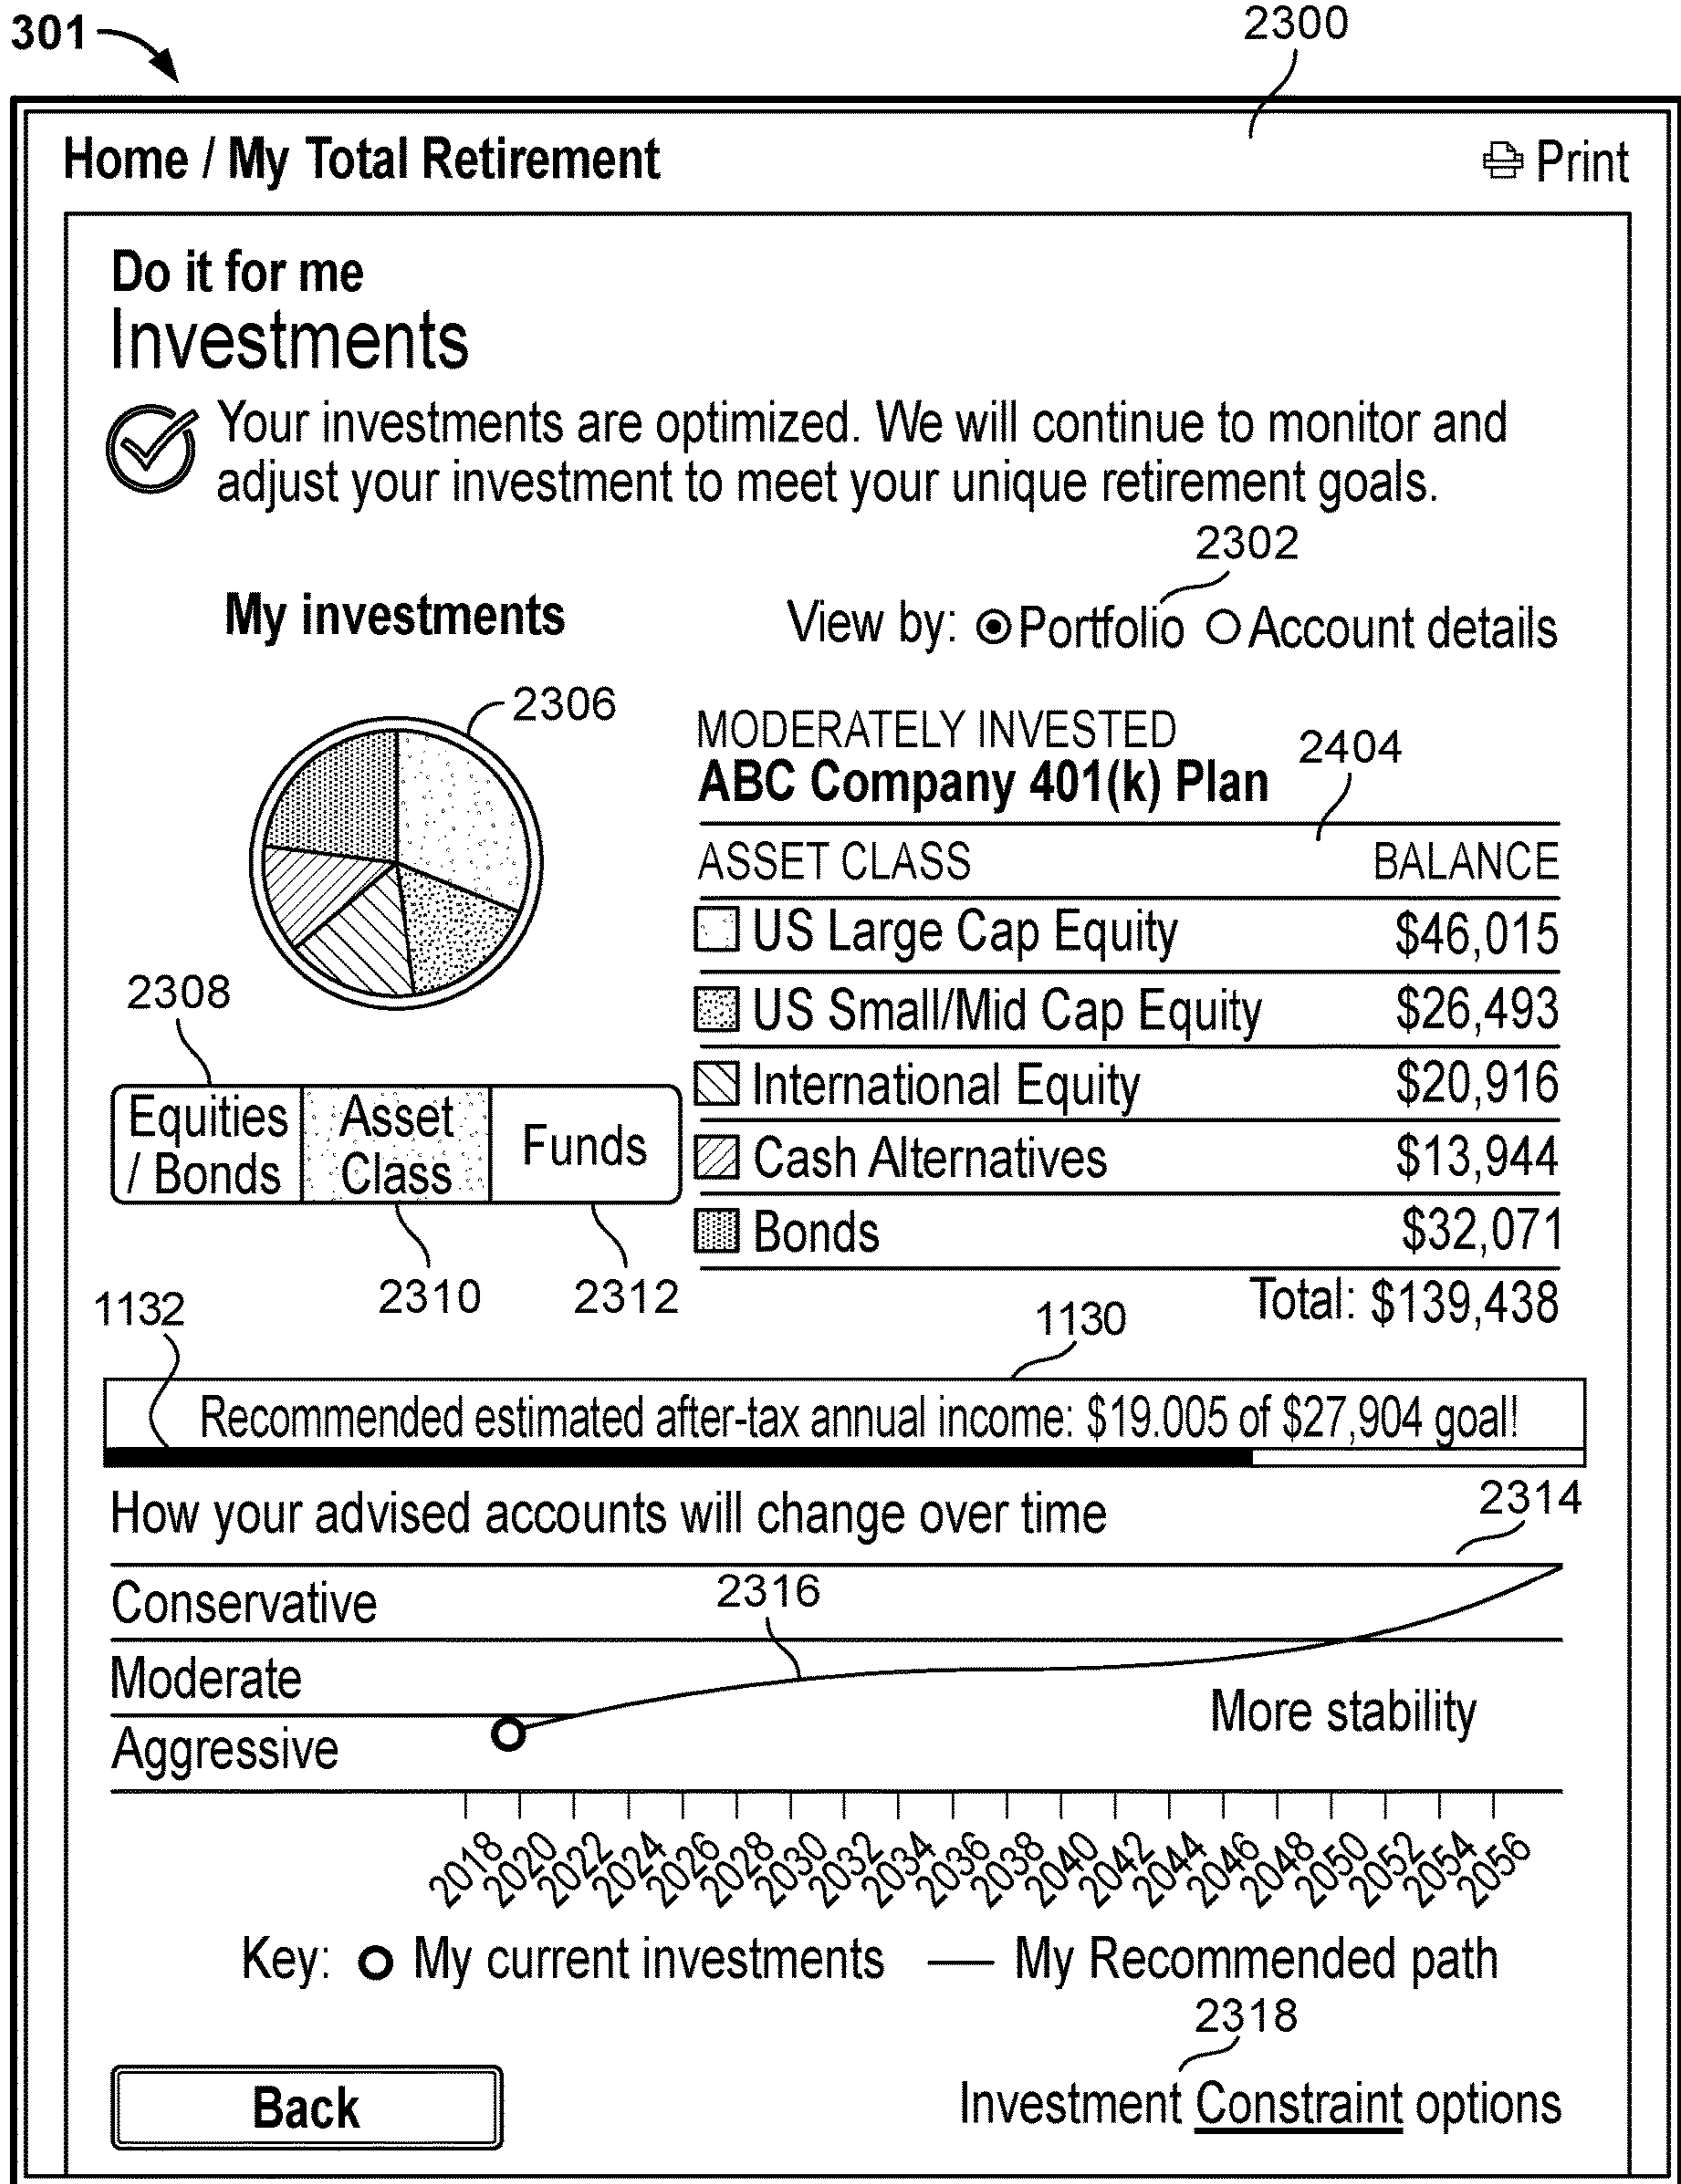 301
2300
Home / My Total Retirement
Print
Do it for me
Investments
Your investments are optimized. We will continue to monitor and
adjust your investment to meet your unique retirement goals.
2302
My investments
View by: Portfolio Account details
2306
MODERATELY INVESTED
2404
ABC Company 401(k) Plan
ASSET CLASS BALANCE
US Large Cap Equity $46,015
2308
US Small/Mid Cap Equity $26,493
International Equity $20,916
Equities
/ Bonds
Asset
Class
Funds
Cash Alternatives $13,944
Bonds $32,071
2310
2312
Total: $139,438
1132
1130
Recommended estimated after-tax annual income: $19.005 of $27,904 goal!
How your advised accounts will change over time
2314
Conservative
2316
Moderate
More stability
Aggressive
2018 2020 2022 2024 2026 2028 2030 2032 2034 2036 2038 2040 2042 2044 2046 2048 2050 2052 2054 2056
Key: My current investments — My Recommended path
2318
Back
Investment Constraint options